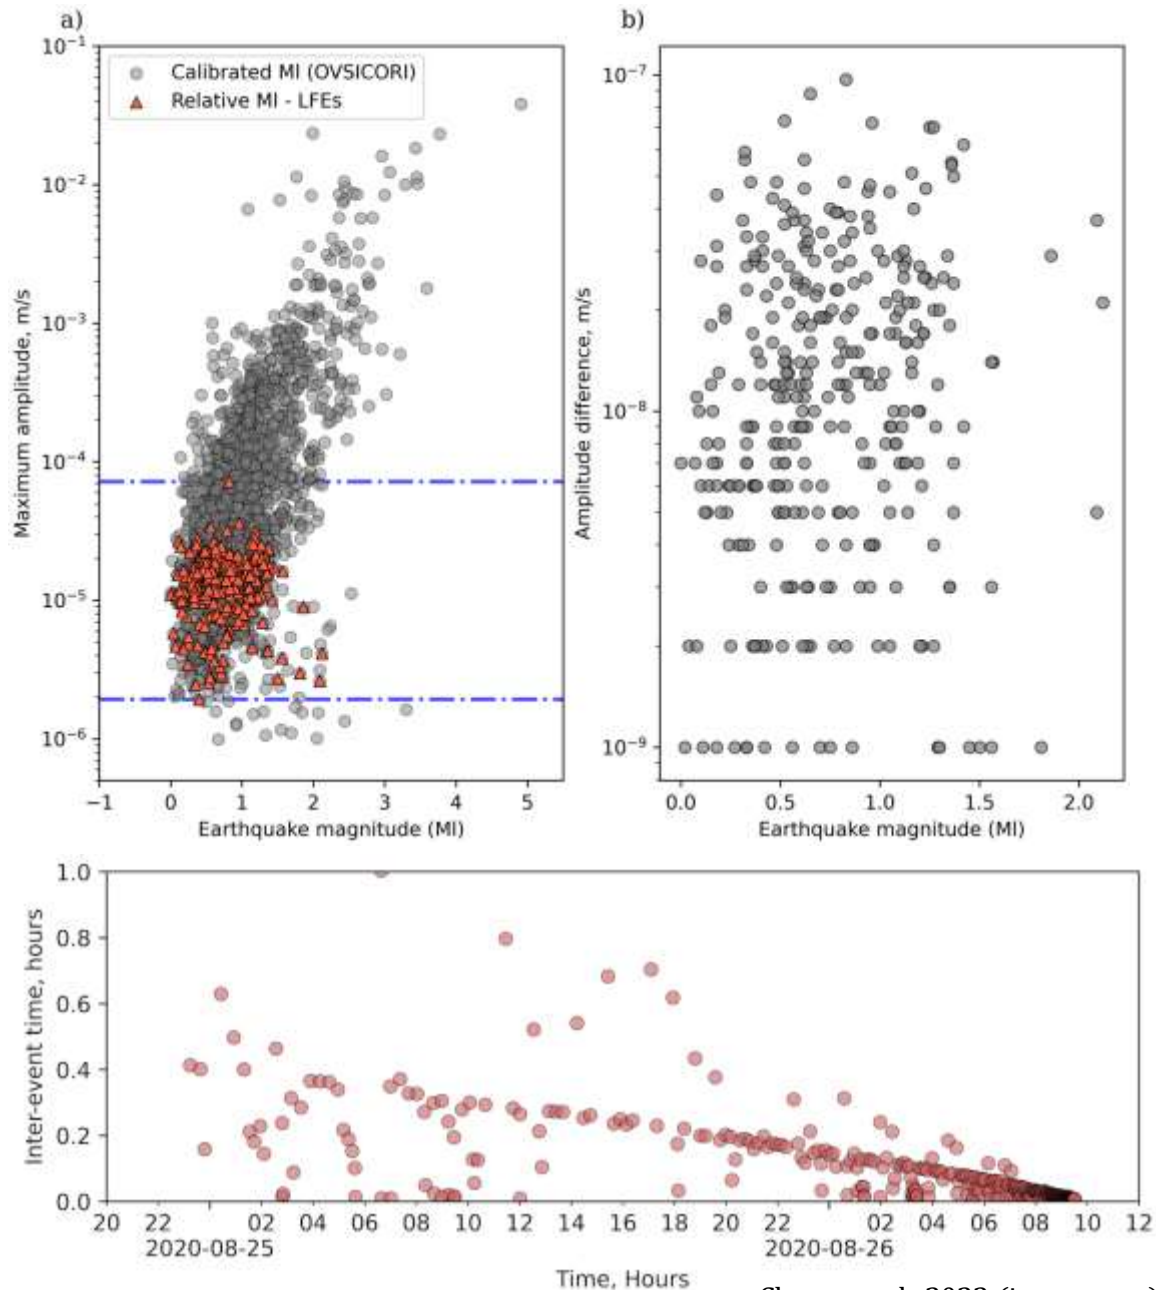 a)
b)
Calibrated Ml (OVSICORI)
Relative Ml - LFEs
10⁻¹
10⁻²
10⁻³
10⁻⁴
10⁻⁵
10⁻⁶
Maximum amplitude, m/s
−1 0 1 2 3 4 5
Earthquake magnitude (Ml)
10⁻⁷
10⁻⁸
10⁻⁹
Amplitude difference, m/s
0.0 0.5 1.0 1.5 2.0
Earthquake magnitude (Ml)
1.0
0.8
0.6
0.4
0.2
0.0
Inter-event time, hours
20 22 02 04 06 08 10 12 14 16 18 20 22 02 04 06 08 10 12
2020-08-25 2020-08-26
Time, Hours